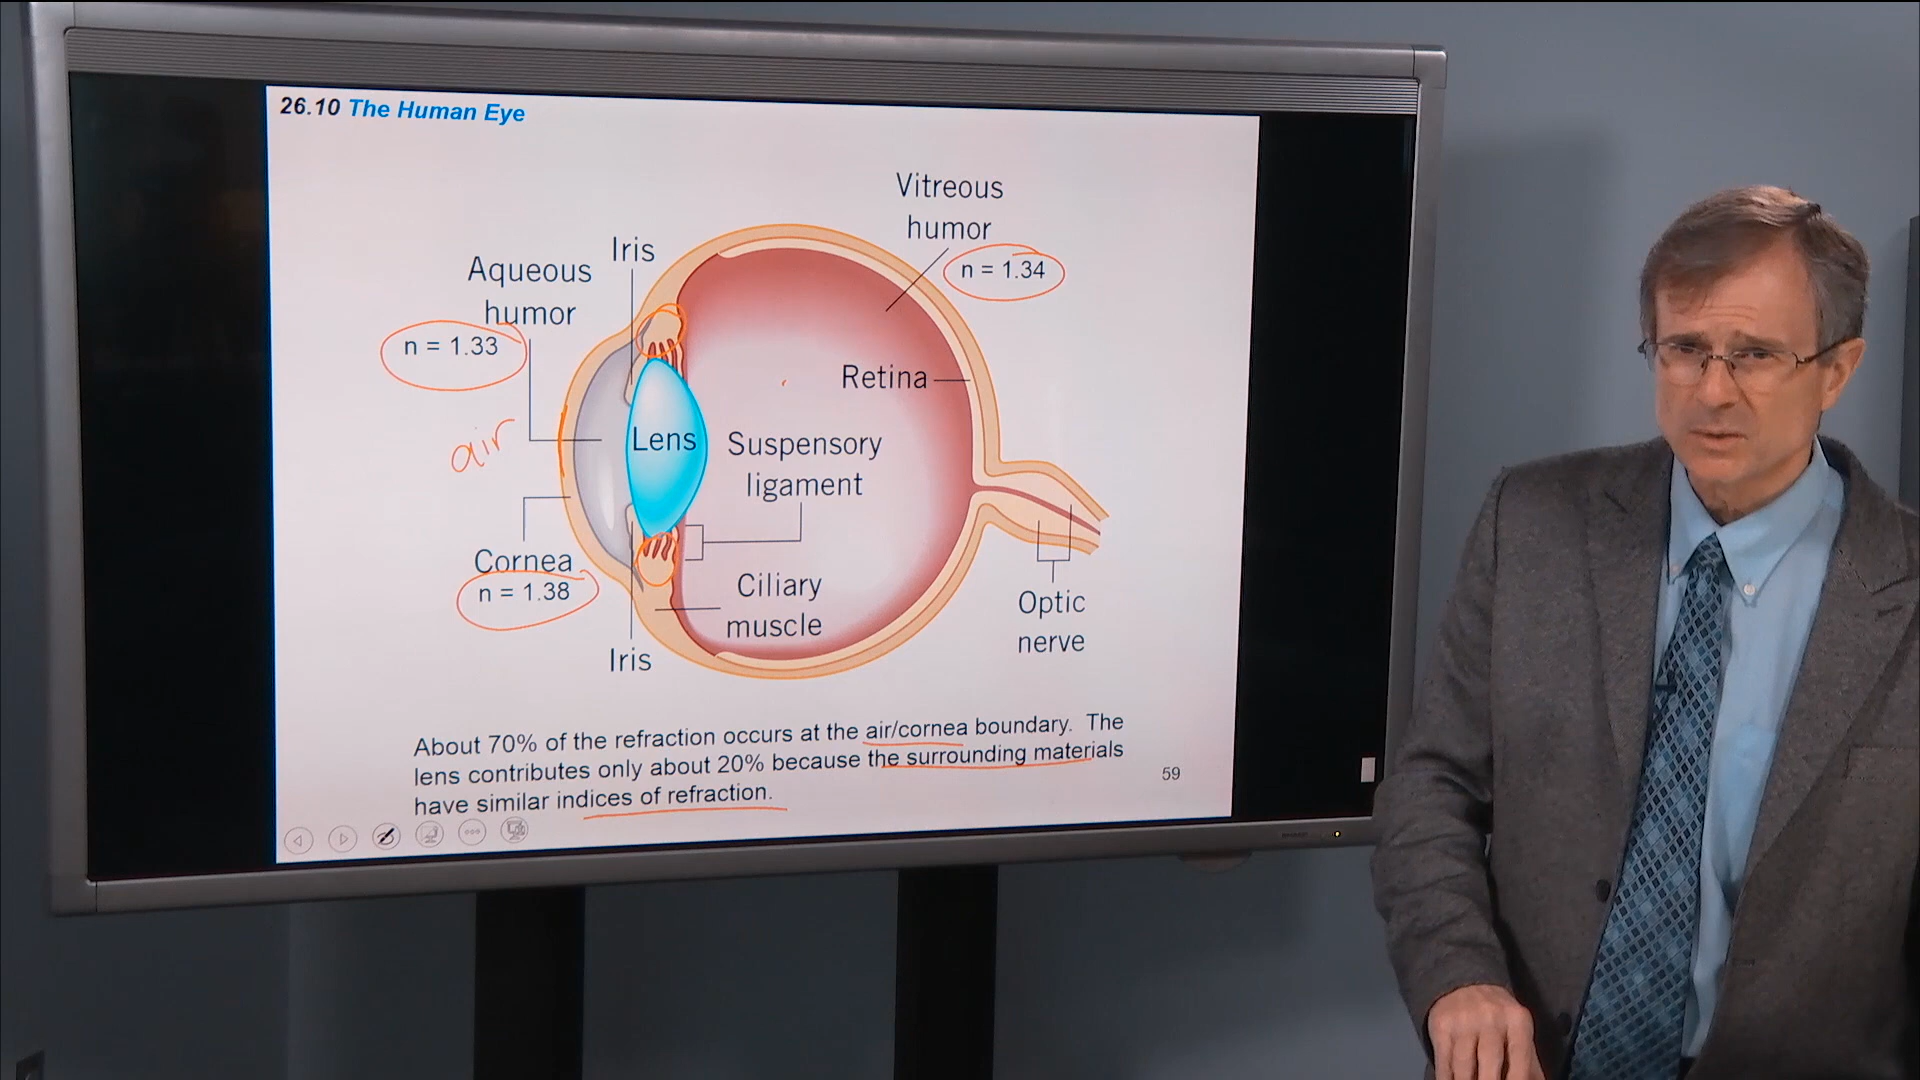 26.10 The Human Eye
Vitreous
humor
n = 1.34
Iris
Aqueous
humor
n = 1.33
air
Retina
Lens
Suspensory
ligament
Cornea
n = 1.38
Ciliary
muscle
Iris
Optic
nerve
About 70% of the refraction occurs at the air/cornea boundary. The
lens contributes only about 20% because the surrounding materials
have similar indices of refraction.
59